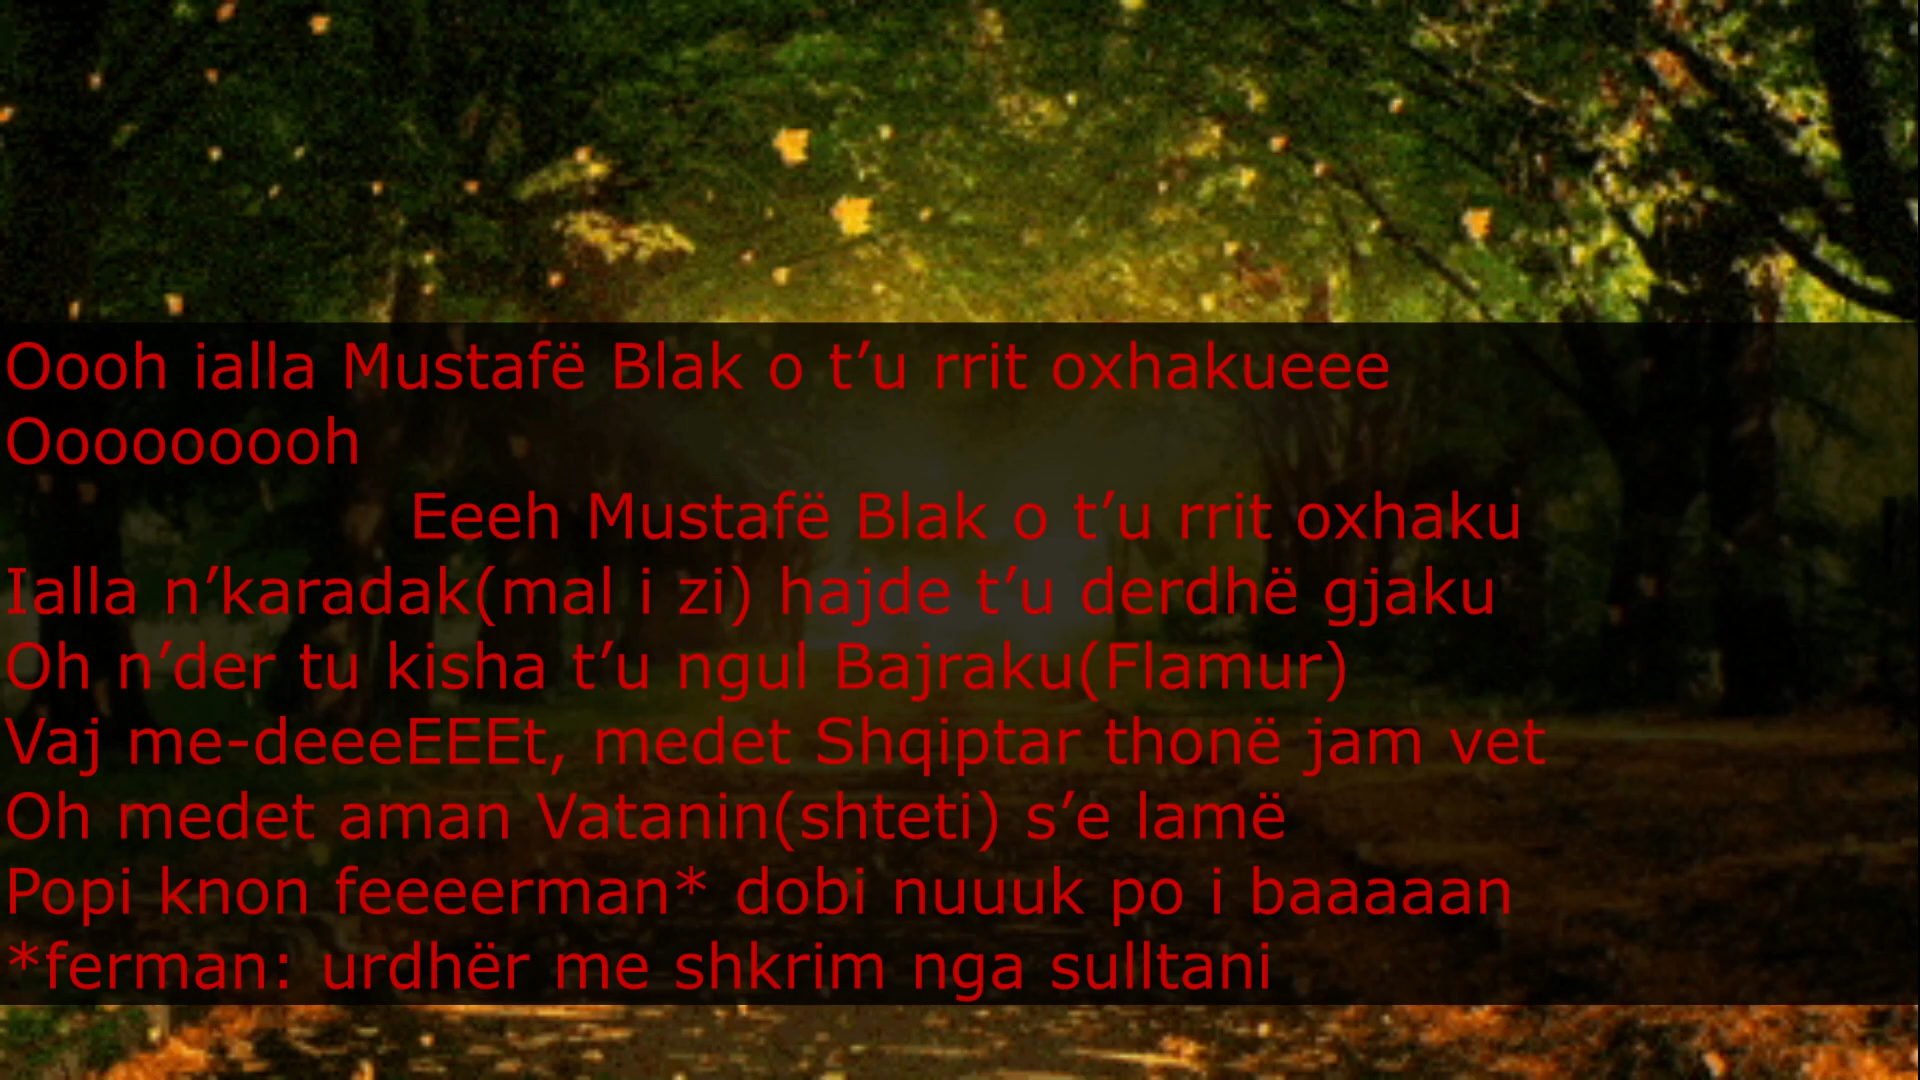 Oooh ialla Mustafë Blak o t’u rrit oxhakueee
Ooooooooh
Eeeh Mustafë Blak o t’u rrit oxhaku
Ialla n’karadak(mal i zi) hajde t’u derdhë gjaku
Oh n’der tu kisha t’u ngul Bajraku(Flamur)
Vaj me-deeeEEEt, medet Shqiptar thonë jam vet
Oh medet aman Vatanin(shteti) s’e lamë
Popi knon feeeerman* dobi nuuuk po i baaaaan
*ferman: urdhër me shkrim nga sulltani